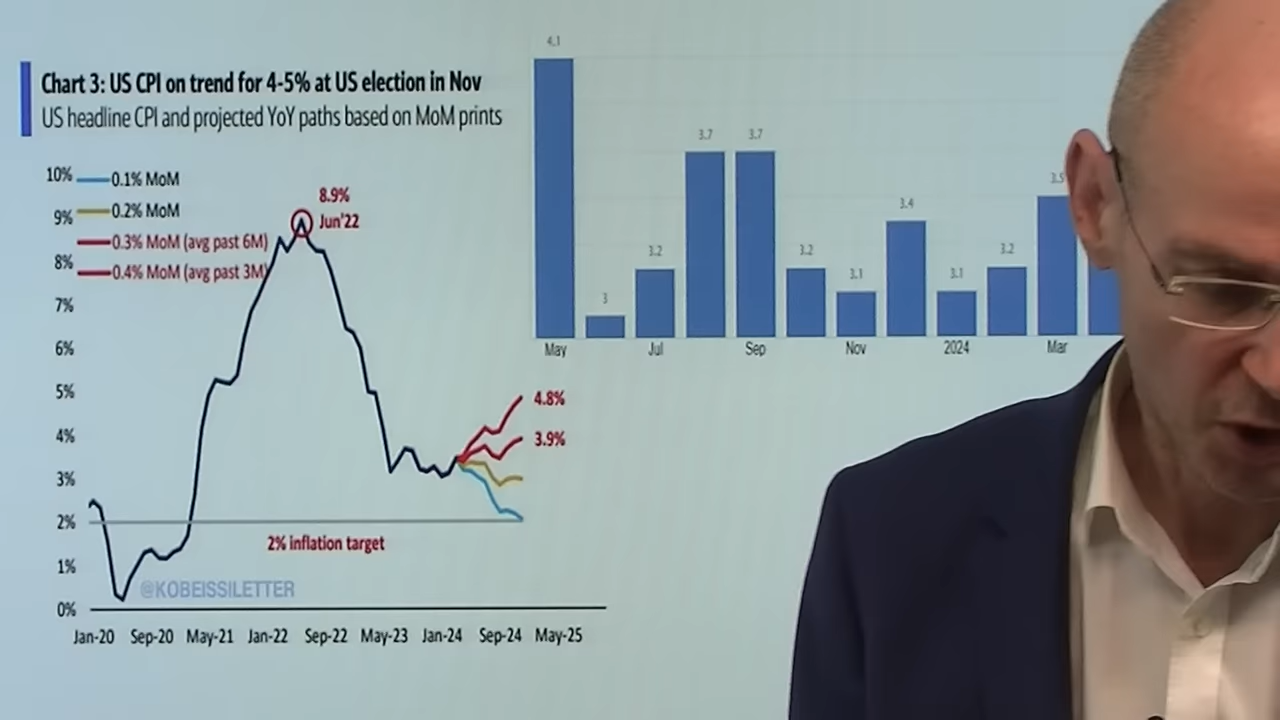 Chart 3: US CPI on trend for 4-5% at US election in Nov
US headline CPI and projected YoY paths based on MoM prints
10%
9%
8%
7%
6%
5%
4%
3%
2%
1%
0%
0.1% MoM
0.2% MoM
0.3% MoM (avg past 6M)
0.4% MoM (avg past 3M)
8.9%
Jun'22
4.8%
3.9%
2% inflation target
@KOBEISSILETTER
Jan-20 Sep-20 May-21 Jan-22 Sep-22 May-23 Jan-24 Sep-24 May-25
4.1
3
3.2
3.7
3.7
3.2
3.1
3.4
3.1
3.2
3.5
May Jul Sep Nov 2024 Mar